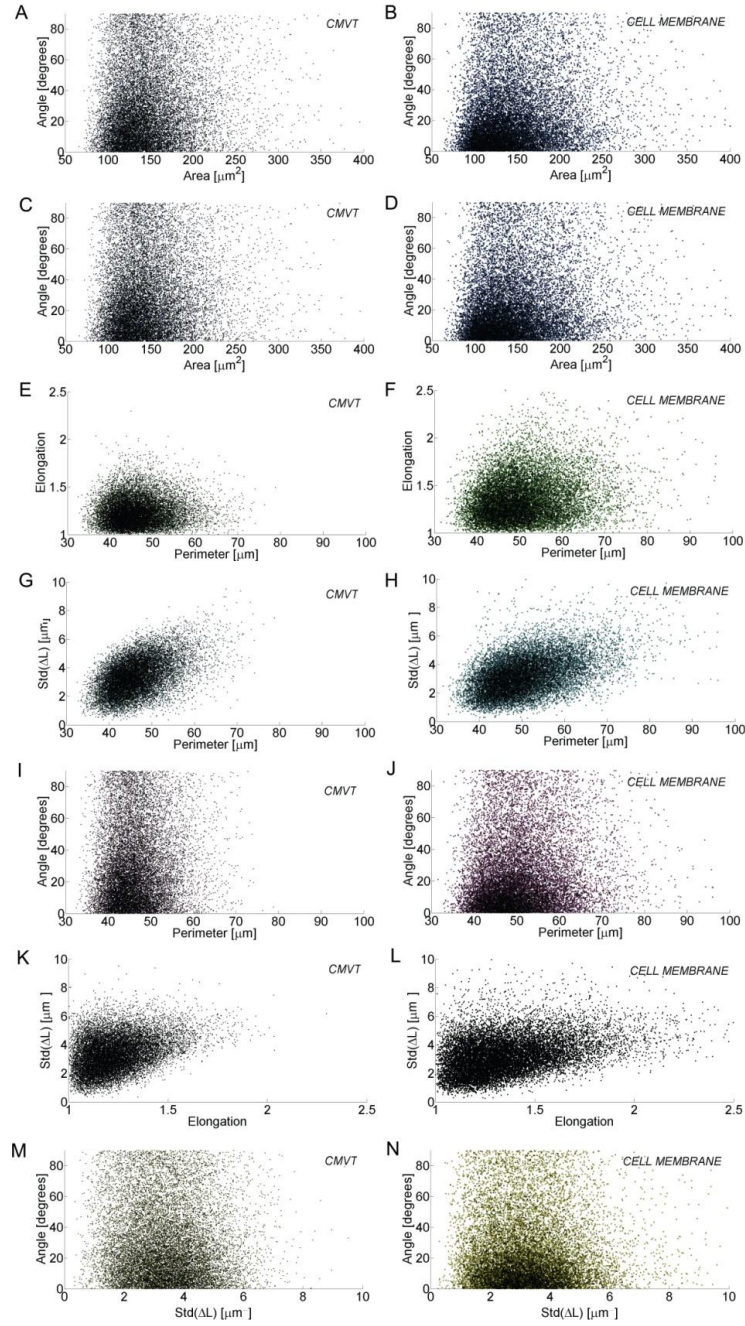 A
CMVT
Angle [degrees]
80
60
40
20
0
50 100 150 200 250 300 350 400
Area [μm²]
B
CELL MEMBRANE
Angle [degrees]
80
60
40
20
0
50 100 150 200 250 300 350 400
Area [μm²]
C
CMVT
Angle [degrees]
80
60
40
20
0
50 100 150 200 250 300 350 400
Area [μm²]
D
CELL MEMBRANE
Angle [degrees]
80
60
40
20
0
50 100 150 200 250 300 350 400
Area [μm²]
E
CMVT
Elongation
2.5
2
1.5
1
30 40 50 60 70 80 90 100
Perimeter [μm]
F
CELL MEMBRANE
Elongation
2.5
2
1.5
1
30 40 50 60 70 80 90 100
Perimeter [μm]
G
CMVT
Std(ΔL) [μm]
10
8
6
4
2
0
30 40 50 60 70 80 90 100
Perimeter [μm]
H
CELL MEMBRANE
Std(ΔL) [μm]
10
8
6
4
2
0
30 40 50 60 70 80 90 100
Perimeter [μm]
I
CMVT
Angle [degrees]
80
60
40
20
0
30 40 50 60 70 80 90 100
Perimeter [μm]
J
CELL MEMBRANE
Angle [degrees]
80
60
40
20
0
30 40 50 60 70 80 90 100
Perimeter [μm]
K
CMVT
Std(ΔL) [μm]
10
8
6
4
2
0
1 1.5 2 2.5
Elongation
L
CELL MEMBRANE
Std(ΔL) [μm]
10
8
6
4
2
0
1 1.5 2 2.5
Elongation
M
CMVT
Angle [degrees]
80
60
40
20
0
0 2 4 6 8 10
Std(ΔL) [μm]
N
CELL MEMBRANE
Angle [degrees]
80
60
40
20
0
0 2 4 6 8 10
Std(ΔL) [μm]